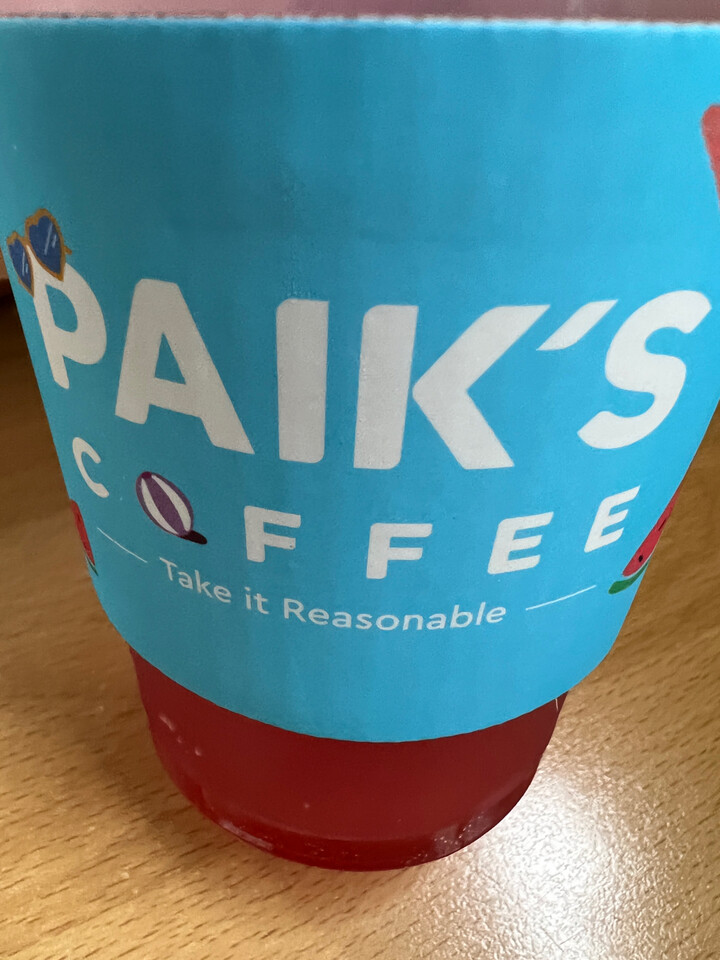 PAIK'S
COFFEE
Take it Reasonable